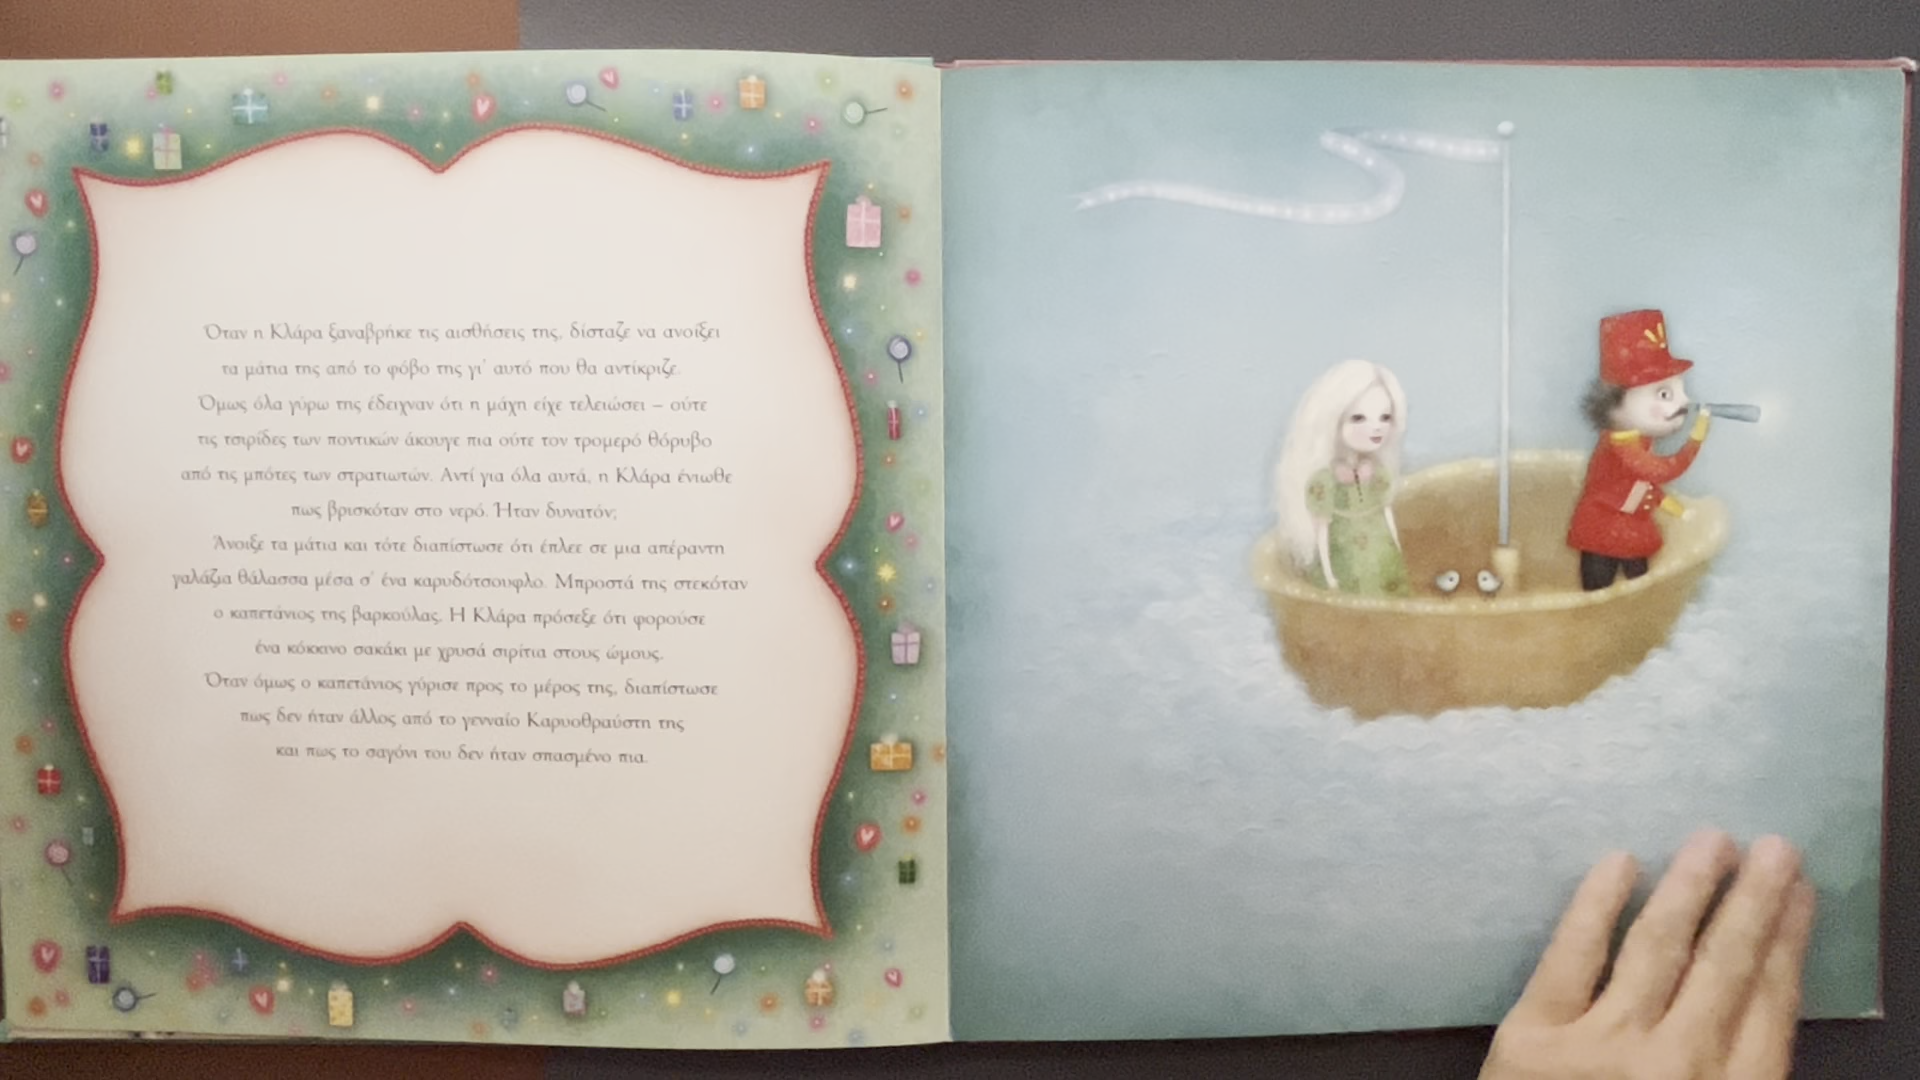 Όταν η Κλάρα ξαναβρήκε τις αισθήσεις της, δίσταζε να ανοίξει
τα μάτια της από το φόβο της γι' αυτό που θα αντίκριζε.
Όμως όλα γύρω της έδειχναν ότι η μάχη είχε τελειώσει – ούτε
τις τσιρίδες των ποντικών άκουγε πια ούτε τον τρομερό θόρυβο
από τις μπότες των στρατιωτών. Αντί για όλα αυτά, η Κλάρα ένιωθε
πως βρισκόταν στο νερό. Ήταν δυνατόν;
Άνοιξε τα μάτια και τότε διαπίστωσε ότι έπλεε σε μια απέραντη
γαλάζια θάλασσα μέσα σ' ένα καρυδότσουφλο. Μπροστά της στεκόταν
ο καπετάνιος της βαρκούλας. Η Κλάρα πρόσεξε ότι φορούσε
ένα κόκκινο σακάκι με χρυσά σιρίτια στους ώμους.
Όταν όμως ο καπετάνιος γύρισε προς το μέρος της, διαπίστωσε
πως δεν ήταν άλλος από το γενναίο Καρυοθραύστη της
και πως το σαγόνι του δεν ήταν σπασμένο πια.